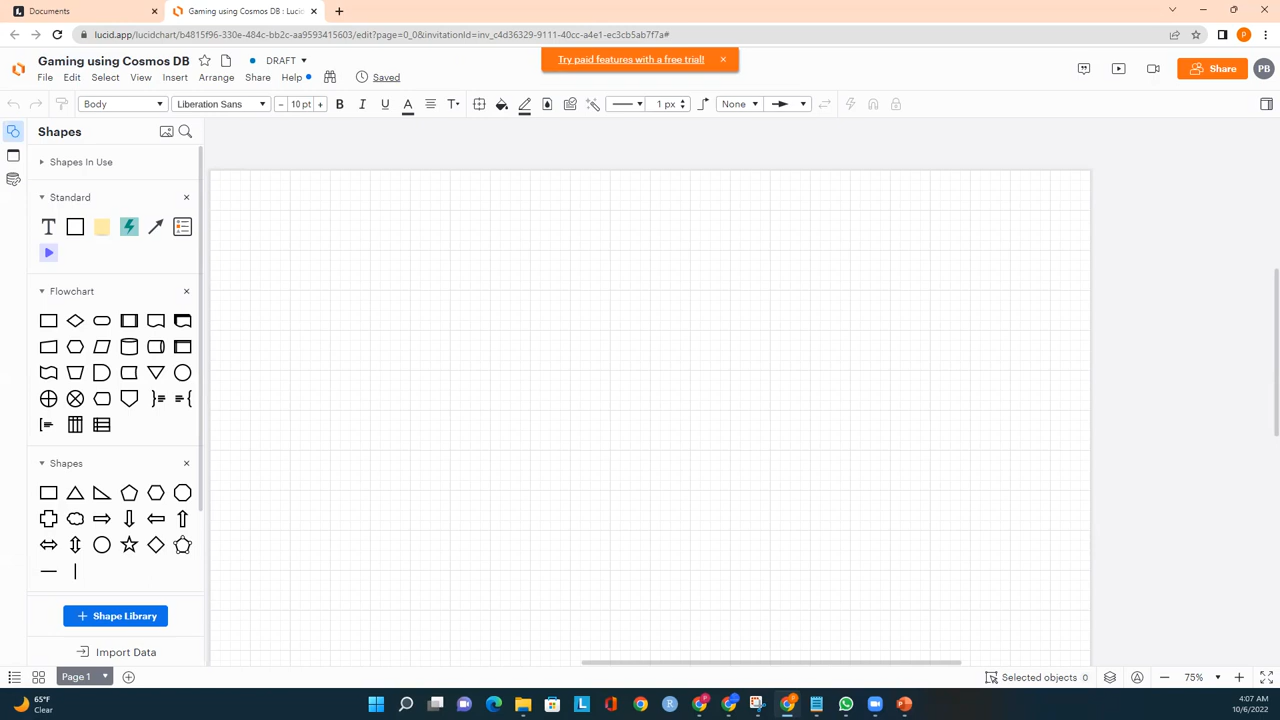 Documents
Gaming using Cosmos DB : Lucid
lucid.app/lucidchart/b4815f96-330e-484c-bb2c-aa9593415603/edit?page=0_0&invitationId=inv_c4d36329-9111-40cc-a4e1-ec3cb5ab7f7a#
P
Gaming using Cosmos DB
DRAFT
Try paid features with a free trial!
Share
PB
File Edit Select View Insert Arrange Share Help
Saved
Body
Liberation Sans
10 pt
B I U A T
1 px
None
Shapes
Shapes In Use
Standard
T
Flowchart
Shapes
Shape Library
Import Data
Page 1
Selected objects 0
75%
65°F
Clear
4:07 AM
10/6/2022